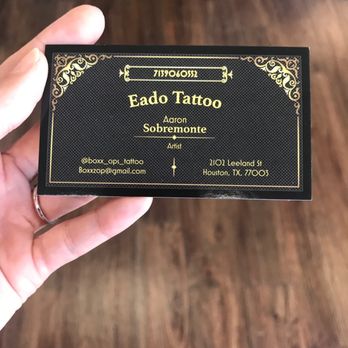 7139060552
Eado Tattoo
Aaron
Sobremonte
Artist
@boxx_ops_tattoo
Boxxzop@gmail.com
2102 Leeland St
Houston, TX. 77003